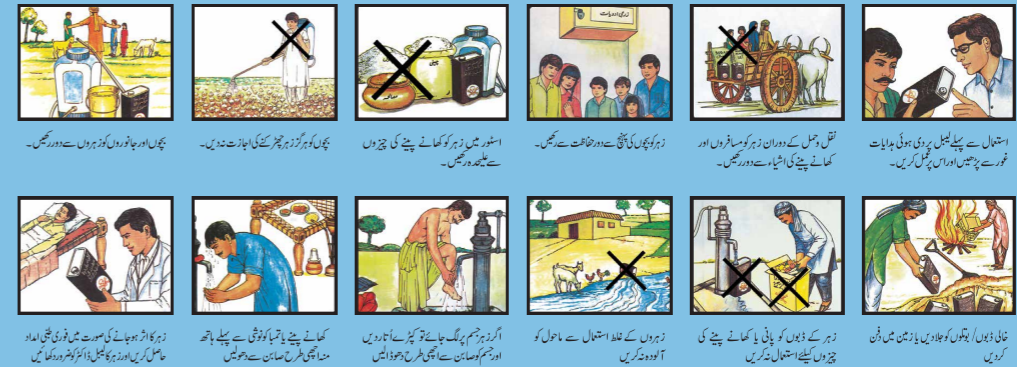 استعمال سے پہلے لیبل پر دی ہوئی ہدایات
غور سے پڑھیں اور اس پر عمل کریں۔
نقل و حمل کے دوران زہر کو مسافروں اور
کھانے پینے کی اشیاء سے دور رکھیں۔
زہر کو بچوں کی پہنچ سے دور حفاظت سے رکھیں۔
اسٹور میں زہر کو کھانے پینے کی چیزوں
سے علیحدہ رکھیں۔
بچوں کو ہرگز زہر چھڑکنے کی اجازت نہ دیں۔
بچوں اور جانوروں کو زہروں سے دور رکھیں۔
خالی ڈبوں/بوتلوں کو جلا دیں یا زمین میں دفن
کردیں
زہر کے ڈبوں کو پانی یا کھانے پینے کی
چیزوں کیلئے استعمال نہ کریں
زہروں کے غلط استعمال سے ماحول کو
آلودہ نہ کریں
اگر زہر جسم پر لگ جائے تو کپڑے اُتار دیں
اور جسم کو صابن سے اچھی طرح دھو ڈالیں
کھانے پینے یا تمباکو نوشی سے پہلے ہاتھ
منہ اچھی طرح صابن سے دھولیں
زہر کا اثر ہوجانے کی صورت میں فوری طبی امداد
حاصل کریں اور زہر کا لیبل ڈاکٹر کو ضرور دکھائیں